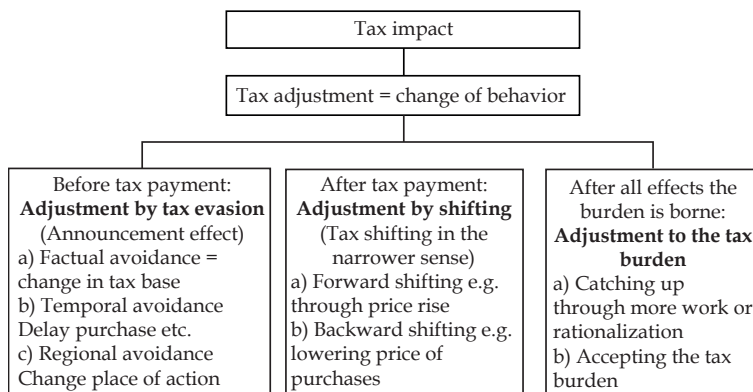 Tax impact
Tax adjustment = change of behavior
Before tax payment:
Adjustment by tax evasion
(Announcement effect)
a) Factual avoidance =
change in tax base
b) Temporal avoidance
Delay purchase etc.
c) Regional avoidance
Change place of action
After tax payment:
Adjustment by shifting
(Tax shifting in the
narrower sense)
a) Forward shifting e.g.
through price rise
b) Backward shifting e.g.
lowering price of
purchases
After all effects the
burden is borne:
Adjustment to the tax
burden
a) Catching up
through more work or
rationalization
b) Accepting the tax
burden